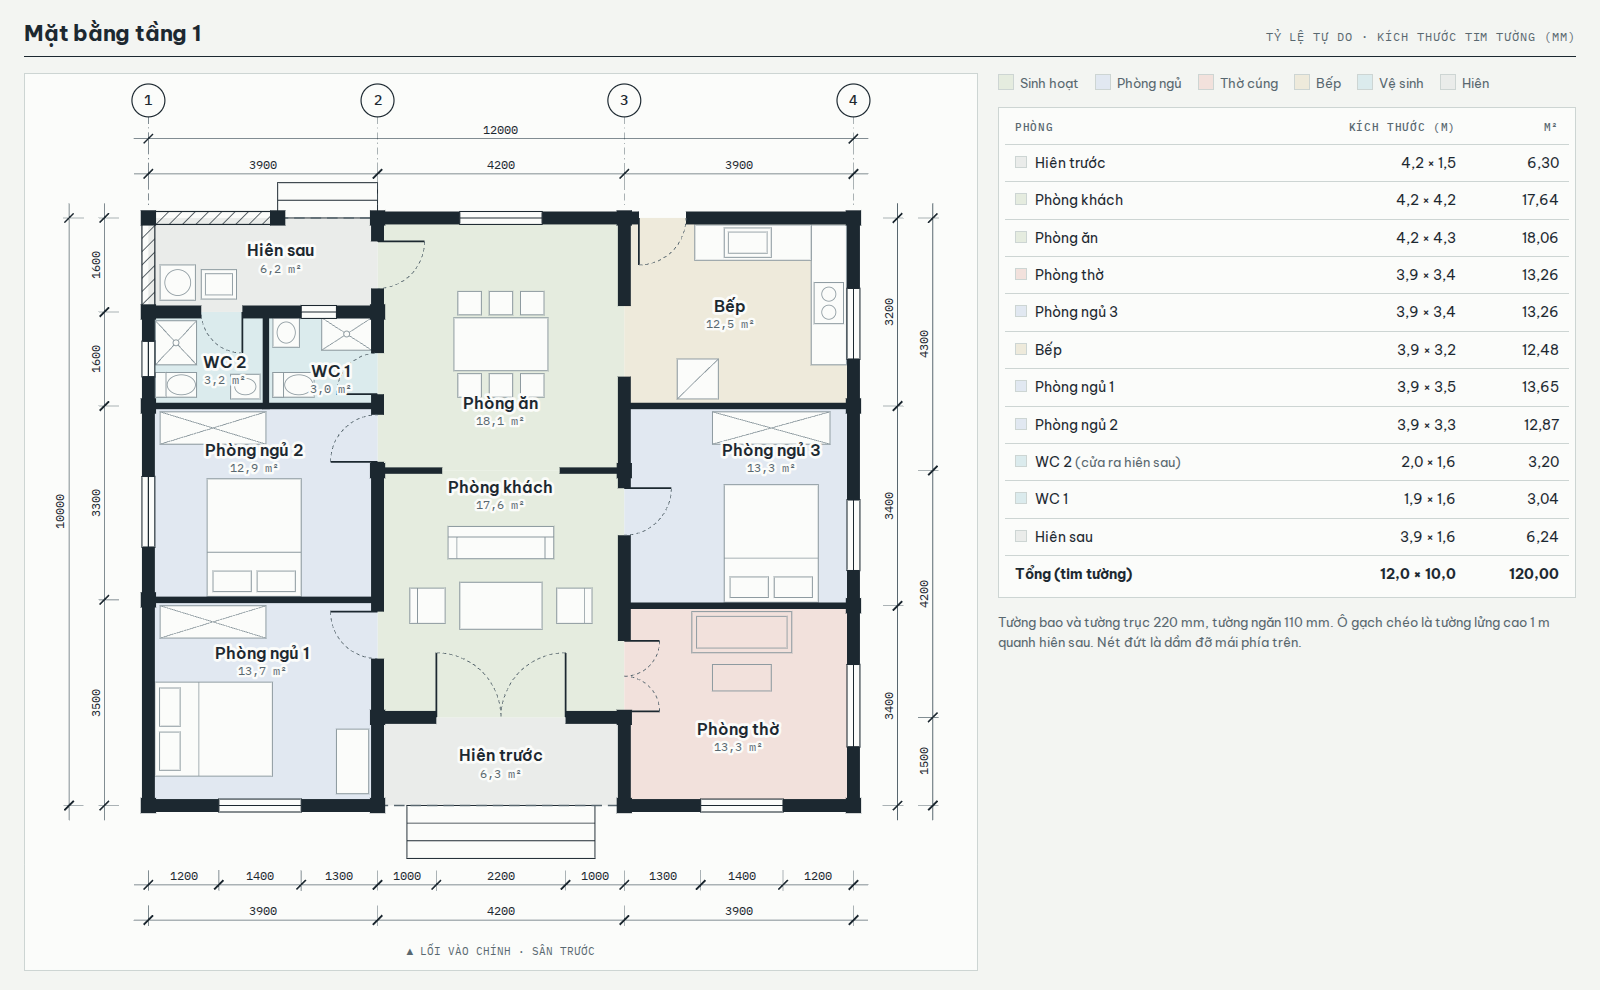 Mặt bằng tầng 1
TỶ LỆ TỰ DO · KÍCH THƯỚC TIM TƯỜNG (MM)
1
2
3
4
12000
3900
4200
3900
Hiên sau
6,2 m²
WC 2
3,2 m²
WC 1
3,0 m²
Phòng ăn
18,1 m²
Bếp
12,5 m²
Phòng ngủ 2
12,9 m²
Phòng khách
17,6 m²
Phòng ngủ 3
13,3 m²
Phòng ngủ 1
13,7 m²
Hiên trước
6,3 m²
Phòng thờ
13,3 m²
10000
1600
1600
3300
3500
3200
3400
3400
4300
4200
1500
1200
1400
1300
1000
2200
1000
1300
1400
1200
3900
4200
3900
▲ LỐI VÀO CHÍNH · SÂN TRƯỚC
Sinh hoạt
Phòng ngủ
Thờ cúng
Bếp
Vệ sinh
Hiên
PHÒNG KÍCH THƯỚC (M) M²
Hiên trước 4,2 × 1,5 6,30
Phòng khách 4,2 × 4,2 17,64
Phòng ăn 4,2 × 4,3 18,06
Phòng thờ 3,9 × 3,4 13,26
Phòng ngủ 3 3,9 × 3,4 13,26
Bếp 3,9 × 3,2 12,48
Phòng ngủ 1 3,9 × 3,5 13,65
Phòng ngủ 2 3,9 × 3,3 12,87
WC 2 (cửa ra hiên sau) 2,0 × 1,6 3,20
WC 1 1,9 × 1,6 3,04
Hiên sau 3,9 × 1,6 6,24
Tổng (tim tường) 12,0 × 10,0 120,00
Tường bao và tường trục 220 mm, tường ngăn 110 mm. Ô gạch chéo là tường lửng cao 1 m
quanh hiên sau. Nét đứt là dầm đỡ mái phía trên.